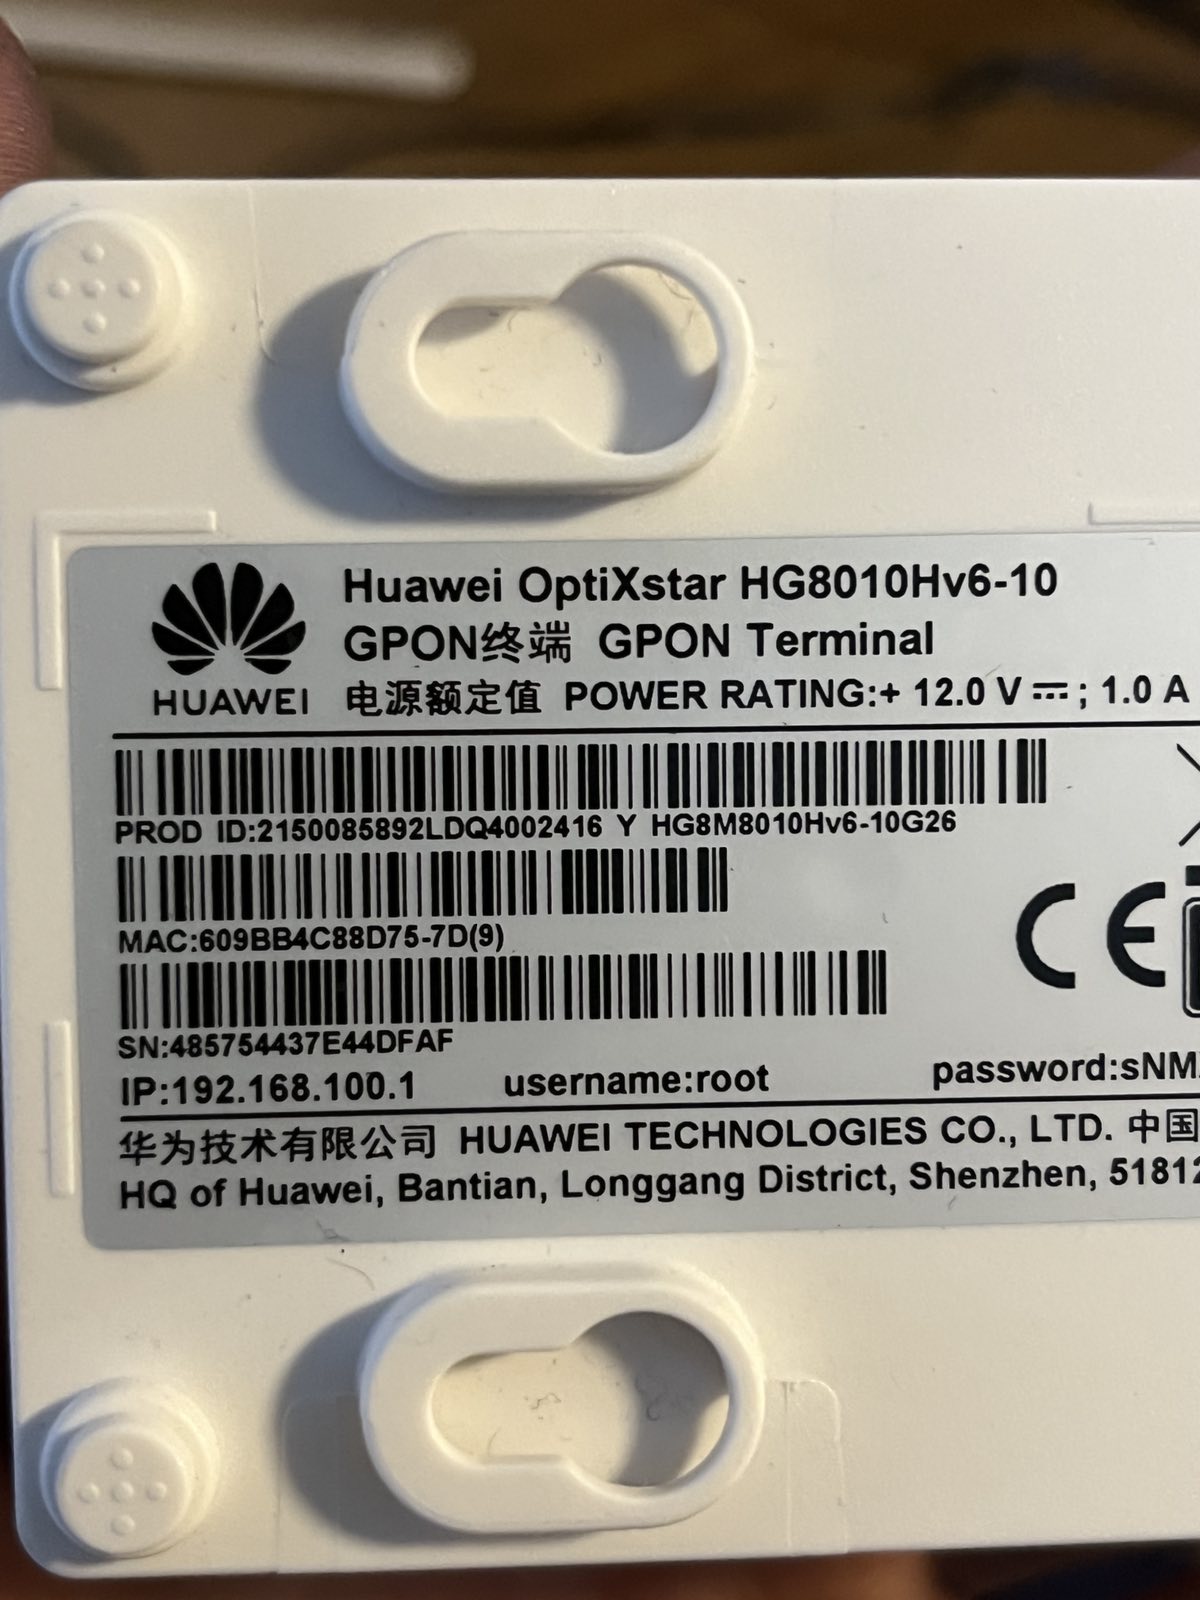 Huawei OptiXstar HG8010Hv6-10
GPON终端 GPON Terminal
HUAWEI
电源额定值 POWER RATING:+ 12.0 V ⎓ ; 1.0 A
PROD ID:2150085892LDQ4002416 Y HG8M8010Hv6-10G26
MAC:609BB4C88D75-7D(9)
CE
SN:485754437E44DFAF
IP:192.168.100.1 username:root password:sNM
华为技术有限公司 HUAWEI TECHNOLOGIES CO., LTD. 中国
HQ of Huawei, Bantian, Longgang District, Shenzhen, 51812